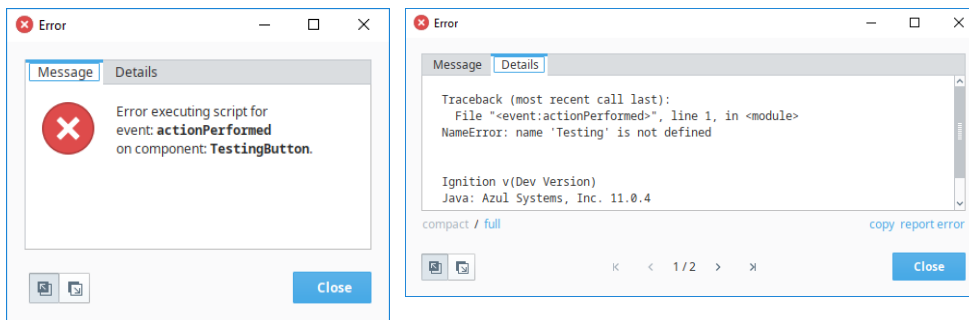 Error
Message Details
Error executing script for
event: actionPerformed
on component: TestingButton.
Close
Error
Message Details
Traceback (most recent call last):
File "<event:actionPerformed>", line 1, in <module>
NameError: name 'Testing' is not defined
Ignition v(Dev Version)
Java: Azul Systems, Inc. 11.0.4
compact / full
copy report error
1 / 2
Close